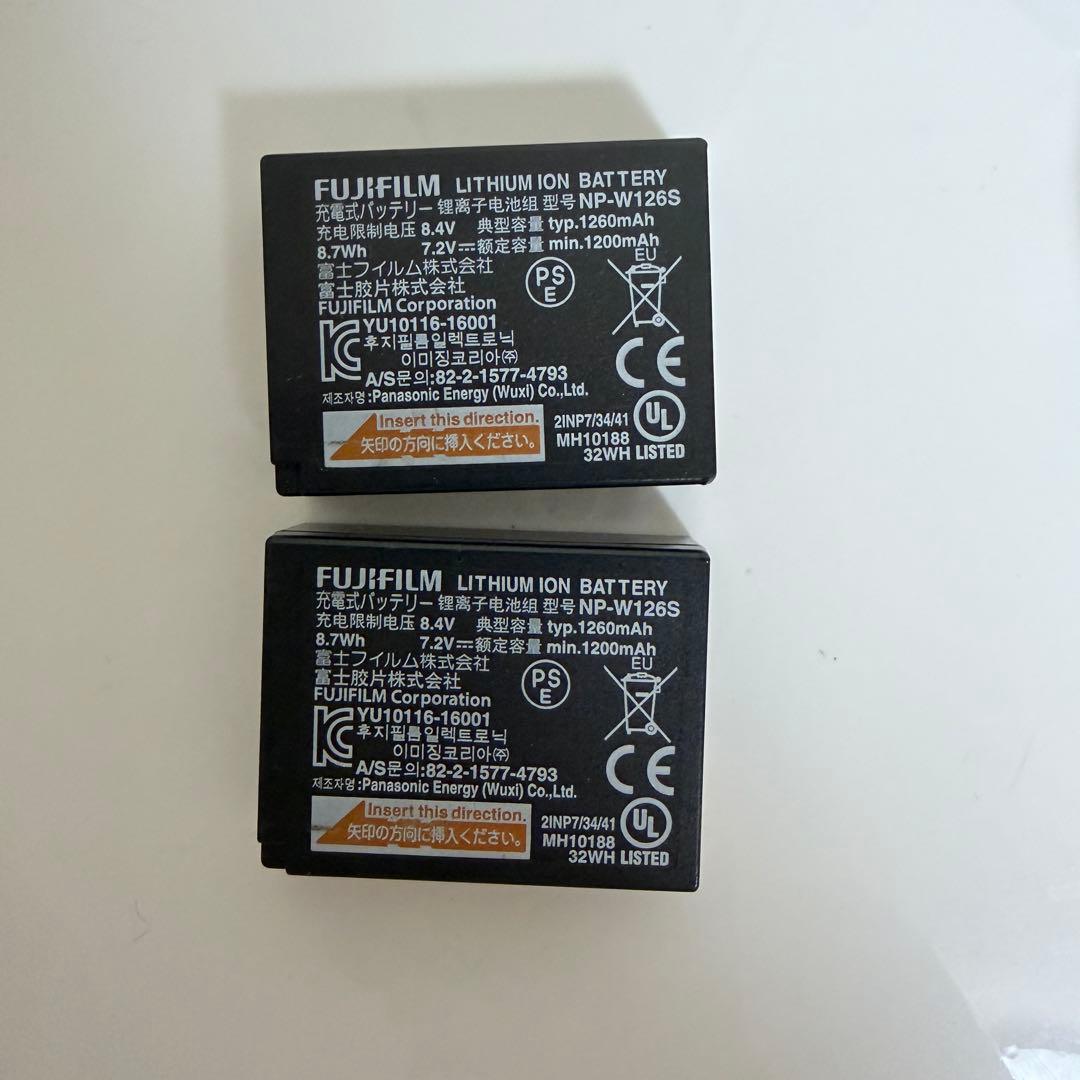 FUJIFILM LITHIUM ION BATTERY
充電式バッテリー 锂离子电池组 型号 NP-W126S
充电限制电压 8.4V 典型容量 typ.1260mAh
8.7Wh 7.2V⎓额定容量 min.1200mAh
富士フイルム株式会社
富士胶片株式会社
FUJIFILM Corporation
PS
E
EU
YU10116-16001
후지필름일렉트로닉
이미징코리아㈜
A/S문의:82-2-1577-4793
제조자명:Panasonic Energy (Wuxi) Co.,Ltd.
CE
Insert this direction.
矢印の方向に挿入ください。
2INP7/34/41
MH10188
UL
32WH LISTED
FUJIFILM LITHIUM ION BATTERY
充電式バッテリー 锂离子电池组 型号 NP-W126S
充电限制电压 8.4V 典型容量 typ.1260mAh
8.7Wh 7.2V⎓额定容量 min.1200mAh
富士フイルム株式会社
富士胶片株式会社
FUJIFILM Corporation
PS
E
EU
YU10116-16001
후지필름일렉트로닉
이미징코리아㈜
A/S문의:82-2-1577-4793
제조자명:Panasonic Energy (Wuxi) Co.,Ltd.
CE
Insert this direction.
矢印の方向に挿入ください。
2INP7/34/41
MH10188
UL
32WH LISTED